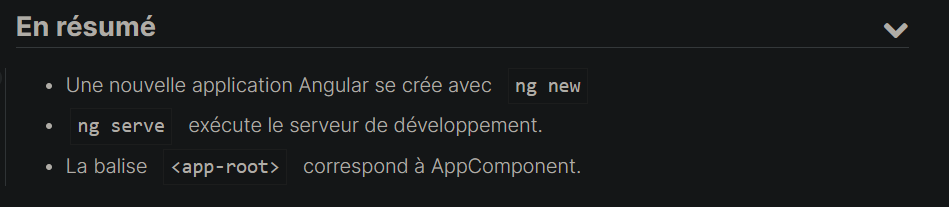 En résumé
Une nouvelle application Angular se crée avec ng new
ng serve exécute le serveur de développement.
La balise <app-root> correspond à AppComponent.